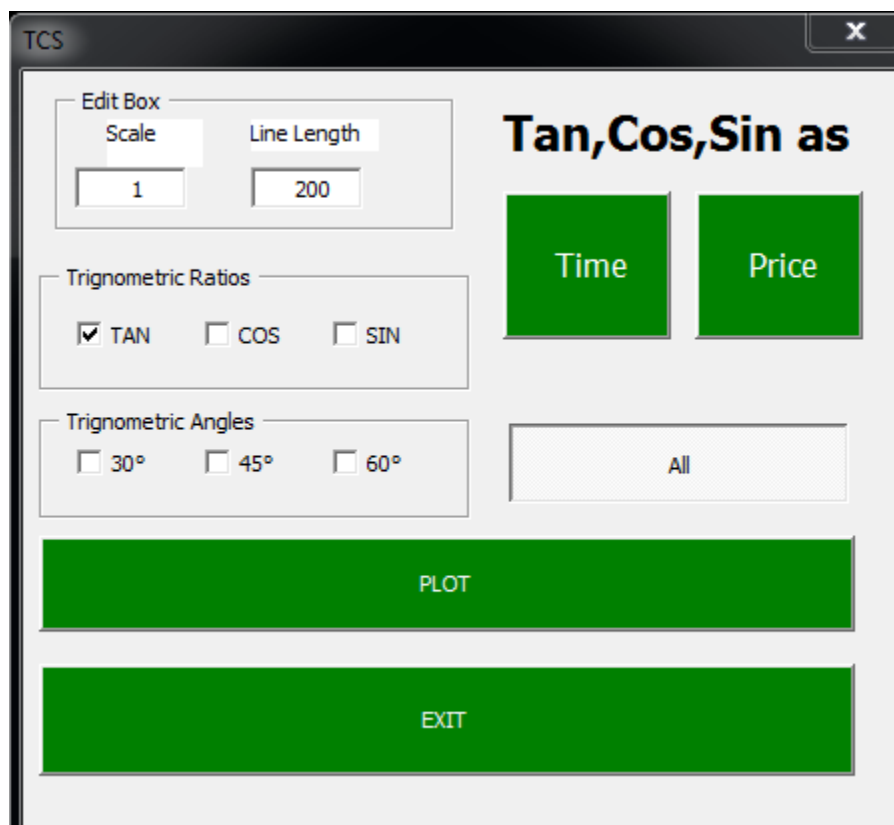 TCS
x
Edit Box
Scale Line Length
1 200
Tan,Cos,Sin as
Time Price
Trignometric Ratios
TAN COS SIN
Trignometric Angles
30° 45° 60°
All
PLOT
EXIT